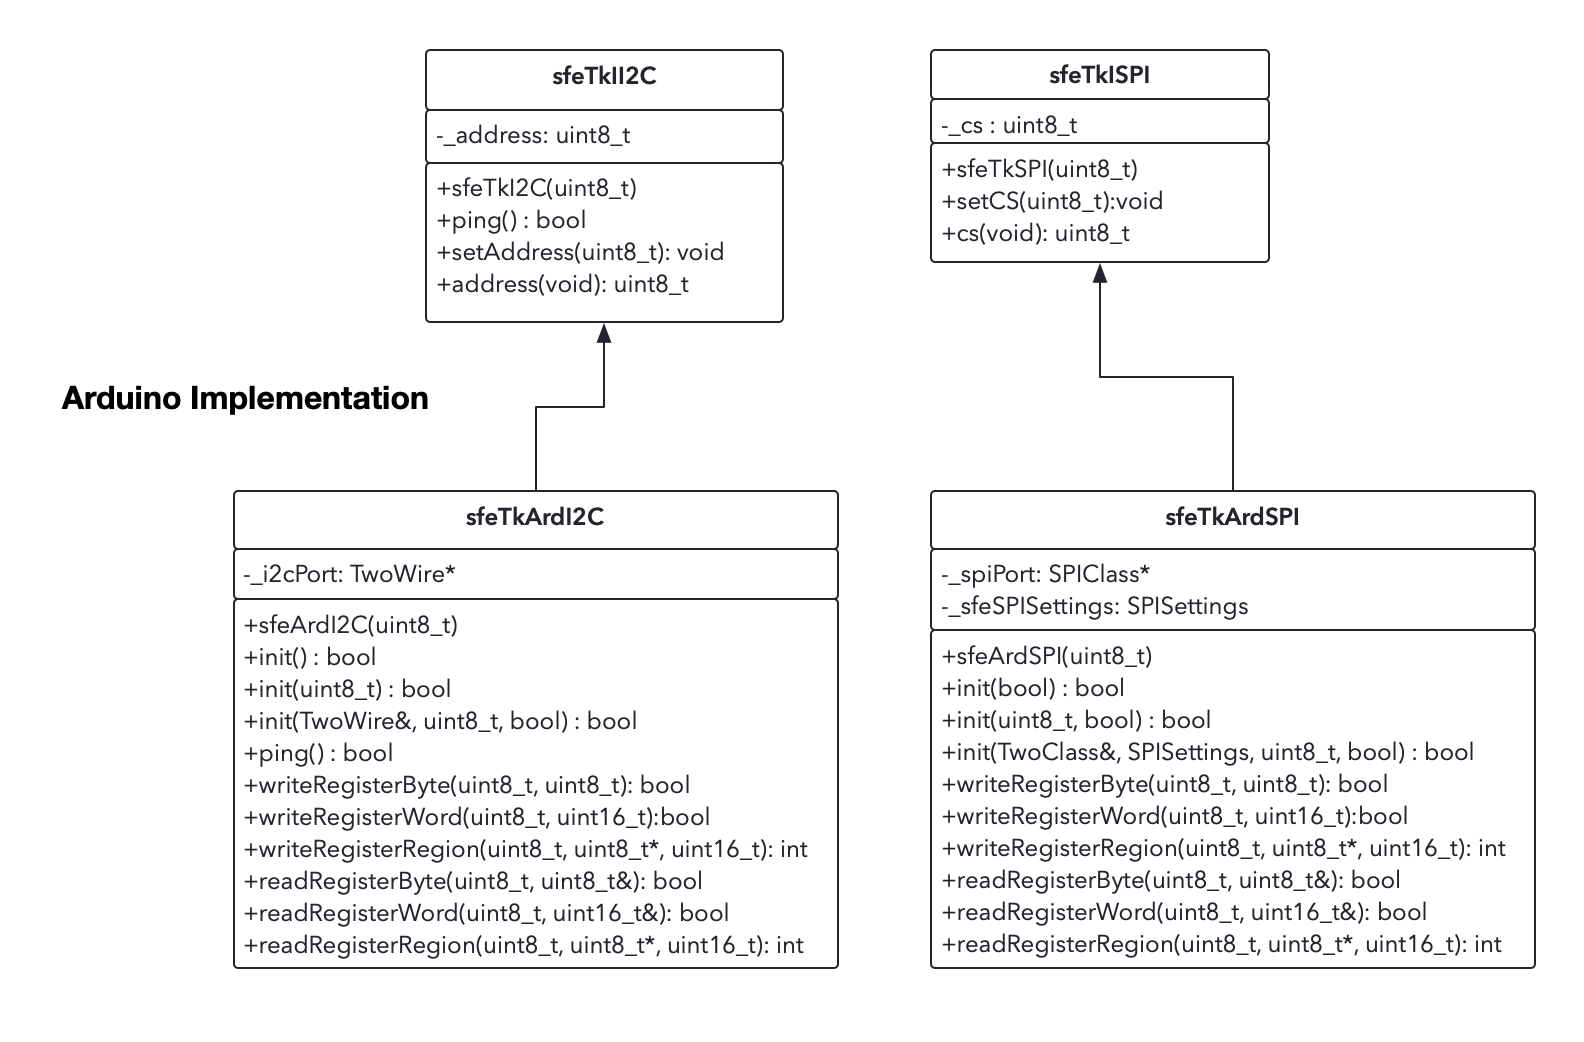 sfeTkII2C
-_address: uint8_t
+sfeTkI2C(uint8_t)
+ping() : bool
+setAddress(uint8_t): void
+address(void): uint8_t
sfeTkISPI
-_cs : uint8_t
+sfeTkSPI(uint8_t)
+setCS(uint8_t):void
+cs(void): uint8_t
Arduino Implementation
sfeTkArdI2C
-_i2cPort: TwoWire*
+sfeArdI2C(uint8_t)
+init() : bool
+init(uint8_t) : bool
+init(TwoWire&, uint8_t, bool) : bool
+ping() : bool
+writeRegisterByte(uint8_t, uint8_t): bool
+writeRegisterWord(uint8_t, uint16_t):bool
+writeRegisterRegion(uint8_t, uint8_t*, uint16_t): int
+readRegisterByte(uint8_t, uint8_t&): bool
+readRegisterWord(uint8_t, uint16_t&): bool
+readRegisterRegion(uint8_t, uint8_t*, uint16_t): int
sfeTkArdSPI
-_spiPort: SPIClass*
-_sfeSPISettings: SPISettings
+sfeArdSPI(uint8_t)
+init(bool) : bool
+init(uint8_t, bool) : bool
+init(TwoClass&, SPISettings, uint8_t, bool) : bool
+writeRegisterByte(uint8_t, uint8_t): bool
+writeRegisterWord(uint8_t, uint16_t):bool
+writeRegisterRegion(uint8_t, uint8_t*, uint16_t): int
+readRegisterByte(uint8_t, uint8_t&): bool
+readRegisterWord(uint8_t, uint16_t&): bool
+readRegisterRegion(uint8_t, uint8_t*, uint16_t): int